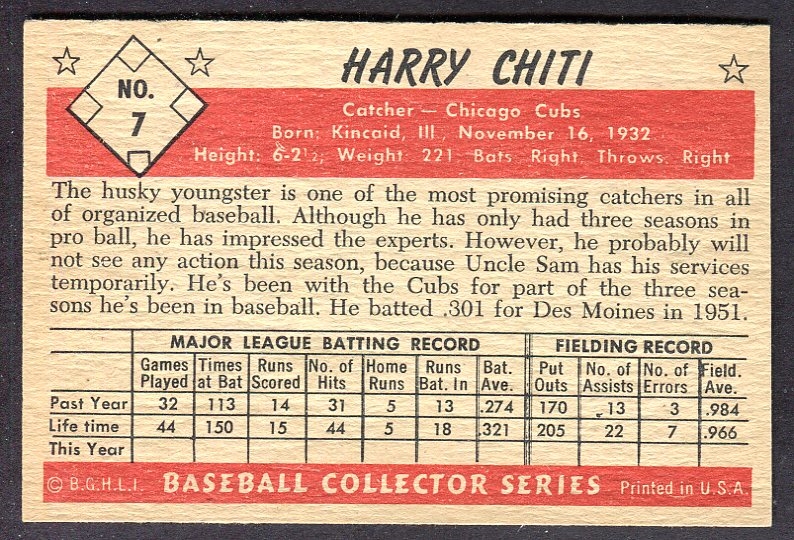 NO.
7
HARRY CHITI
Catcher — Chicago Cubs
Born: Kincaid, Ill., November 16, 1932
Height: 6-2½; Weight: 221; Bats: Right, Throws: Right
The husky youngster is one of the most promising catchers in all
of organized baseball. Although he has only had three seasons in
pro ball, he has impressed the experts. However, he probably will
not see any action this season, because Uncle Sam has his services
temporarily. He's been with the Cubs for part of the three sea-
sons he's been in baseball. He batted .301 for Des Moines in 1951.
MAJOR LEAGUE BATTING RECORD FIELDING RECORD
Games Times Runs No. of Home Runs Bat. Put No. of No. of Field.
Played at Bat Scored Hits Runs Bat. In Ave. Outs Assists Errors Ave.
Past Year 32 113 14 31 5 13 .274 170 13 3 .984
Life time 44 150 15 44 5 18 .321 205 22 7 .966
This Year
© B.G.H.L.I. BASEBALL COLLECTOR SERIES Printed in U.S.A.